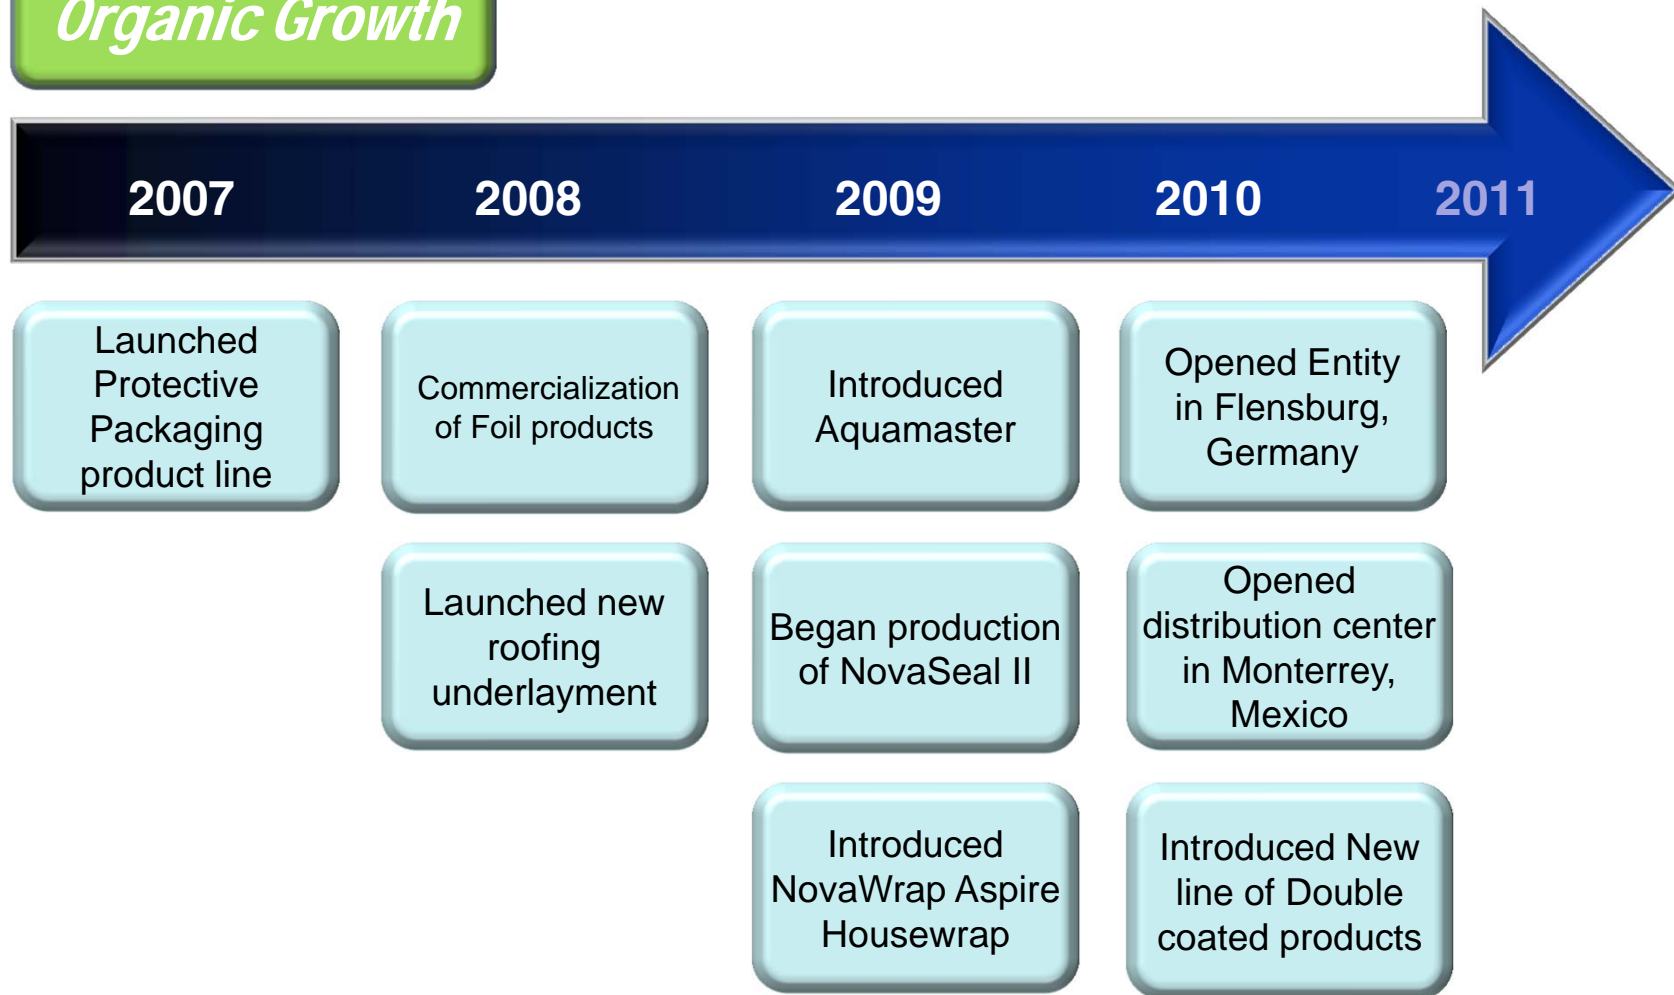 Organic Growth
2007 2008 2009 2010 2011
Launched
Protective
Packaging
product line
Commercialization
of Foil products
Introduced
Aquamaster
Opened Entity
in Flensburg,
Germany
Launched new
roofing
underlayment
Began production
of NovaSeal II
Opened
distribution center
in Monterrey,
Mexico
Introduced
NovaWrap Aspire
Housewrap
Introduced New
line of Double
coated products